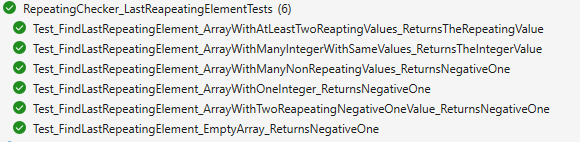 RepeatingChecker_LastReapeatingElementTests (6)
Test_FindLastRepeatingElement_ArrayWithAtLeastTwoReaptingValues_ReturnsTheRepeatingValue
Test_FindLastRepeatingElement_ArrayWithManyIntegerWithSameValues_ReturnsTheIntegerValue
Test_FindLastRepeatingElement_ArrayWithManyNonRepeatingValues_ReturnsNegativeOne
Test_FindLastRepeatingElement_ArrayWithOneInteger_ReturnsNegativeOne
Test_FindLastRepeatingElement_ArrayWithTwoReapeatingNegativeOneValue_ReturnsNegativeOne
Test_FindLastRepeatingElement_EmptyArray_ReturnsNegativeOne